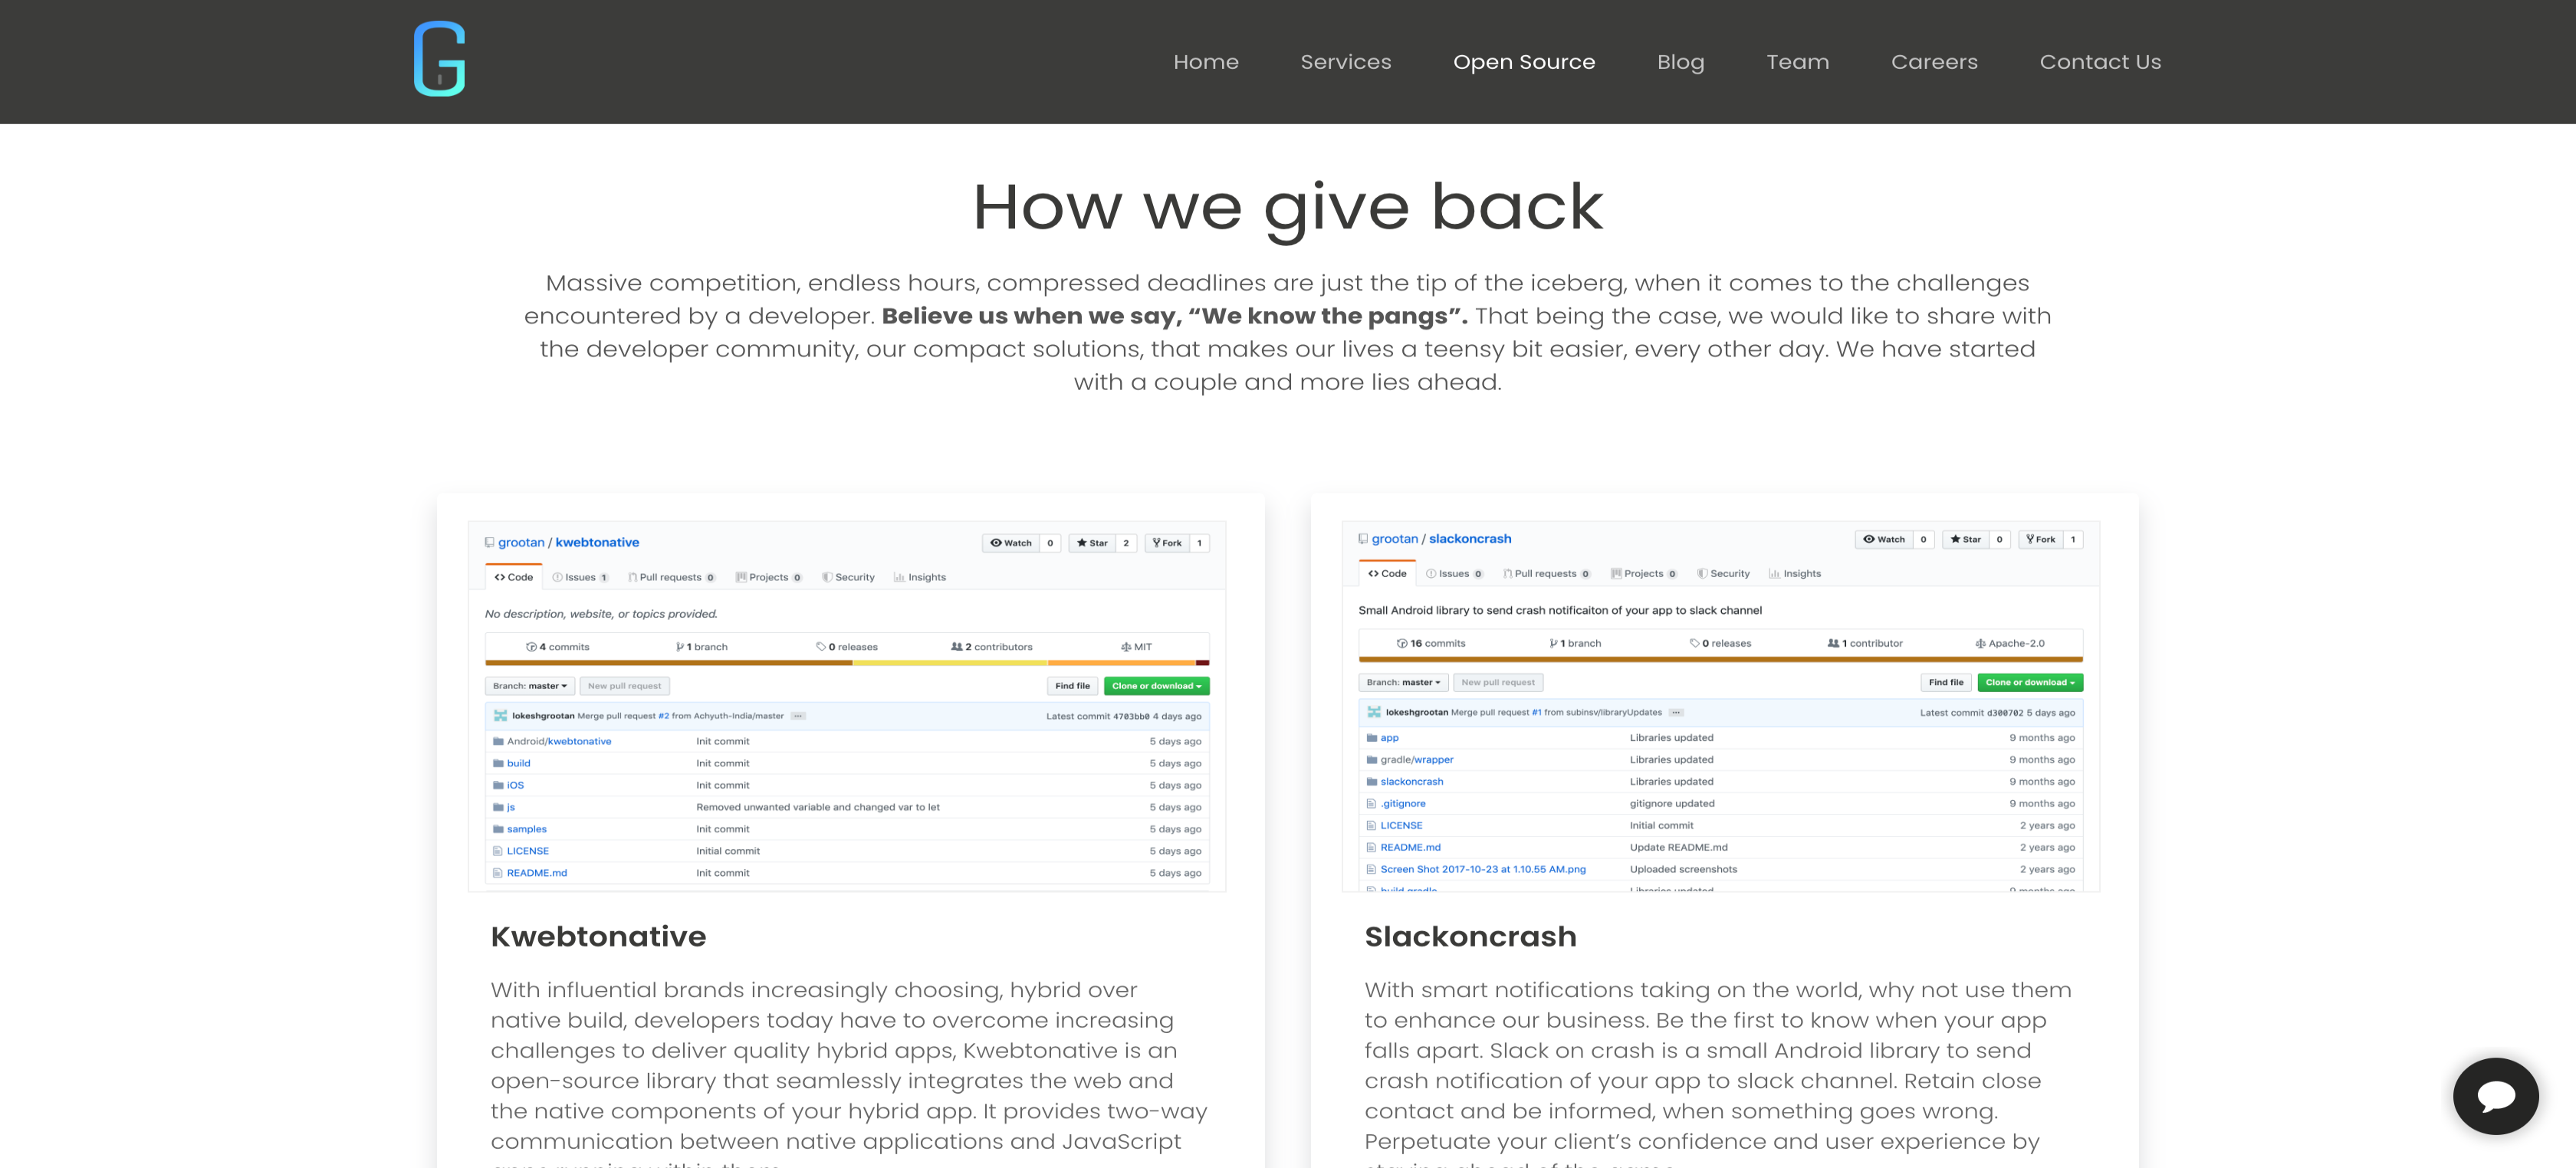 G
Home Services Open Source Blog Team Careers Contact Us
How we give back
Massive competition, endless hours, compressed deadlines are just the tip of the iceberg, when it comes to the challenges
encountered by a developer. Believe us when we say, “We know the pangs”. That being the case, we would like to share with
the developer community, our compact solutions, that makes our lives a teensy bit easier, every other day. We have started
with a couple and more lies ahead.
grootan / kwebtonative Watch 0 Star 2 Fork 1
Code Issues 1 Pull requests 0 Projects 0 Security Insights
No description, website, or topics provided.
4 commits 1 branch 0 releases 2 contributors MIT
Branch: master New pull request Find file Clone or download
lokeshgrootan Merge pull request #2 from Achyuth-India/master ... Latest commit 4703bb0 4 days ago
Android/kwebtonative Init commit 5 days ago
build Init commit 5 days ago
iOS Init commit 5 days ago
js Removed unwanted variable and changed var to let 5 days ago
samples Init commit 5 days ago
LICENSE Initial commit 5 days ago
README.md Init commit 5 days ago
Kwebtonative
With influential brands increasingly choosing, hybrid over
native build, developers today have to overcome increasing
challenges to deliver quality hybrid apps, Kwebtonative is an
open-source library that seamlessly integrates the web and
the native components of your hybrid app. It provides two-way
communication between native applications and JavaScript
grootan / slackoncrash Watch 0 Star 0 Fork 1
Code Issues 0 Pull requests 0 Projects 0 Security Insights
Small Android library to send crash notificaiton of your app to slack channel
16 commits 1 branch 0 releases 1 contributor Apache-2.0
Branch: master New pull request Find file Clone or download
lokeshgrootan Merge pull request #1 from subinsv/libraryUpdates ... Latest commit d300702 5 days ago
app Libraries updated 9 months ago
gradle/wrapper Libraries updated 9 months ago
slackoncrash Libraries updated 9 months ago
.gitignore gitignore updated 9 months ago
LICENSE Initial commit 2 years ago
README.md Update README.md 2 years ago
Screen Shot 2017-10-23 at 1.10.55 AM.png Uploaded screenshots 2 years ago
build.gradle Libraries updated 9 months ago
Slackoncrash
With smart notifications taking on the world, why not use them
to enhance our business. Be the first to know when your app
falls apart. Slack on crash is a small Android library to send
crash notification of your app to slack channel. Retain close
contact and be informed, when something goes wrong.
Perpetuate your client’s confidence and user experience by